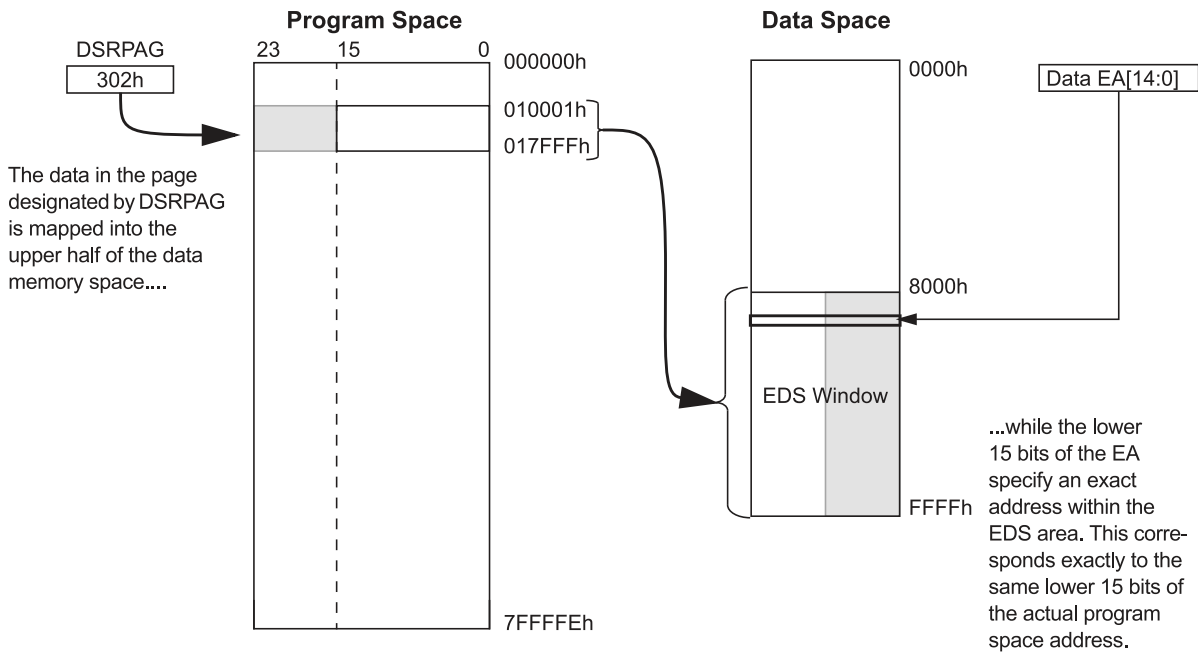 Program Space
Data Space
DSRPAG
302h
23
15
0
000000h
010001h
017FFFh
7FFFFEh
The data in the page
designated by DSRPAG
is mapped into the
upper half of the data
memory space....
0000h
8000h
FFFFh
EDS Window
Data EA[14:0]
...while the lower
15 bits of the EA
specify an exact
address within the
EDS area. This corre-
sponds exactly to the
same lower 15 bits of
the actual program
space address.